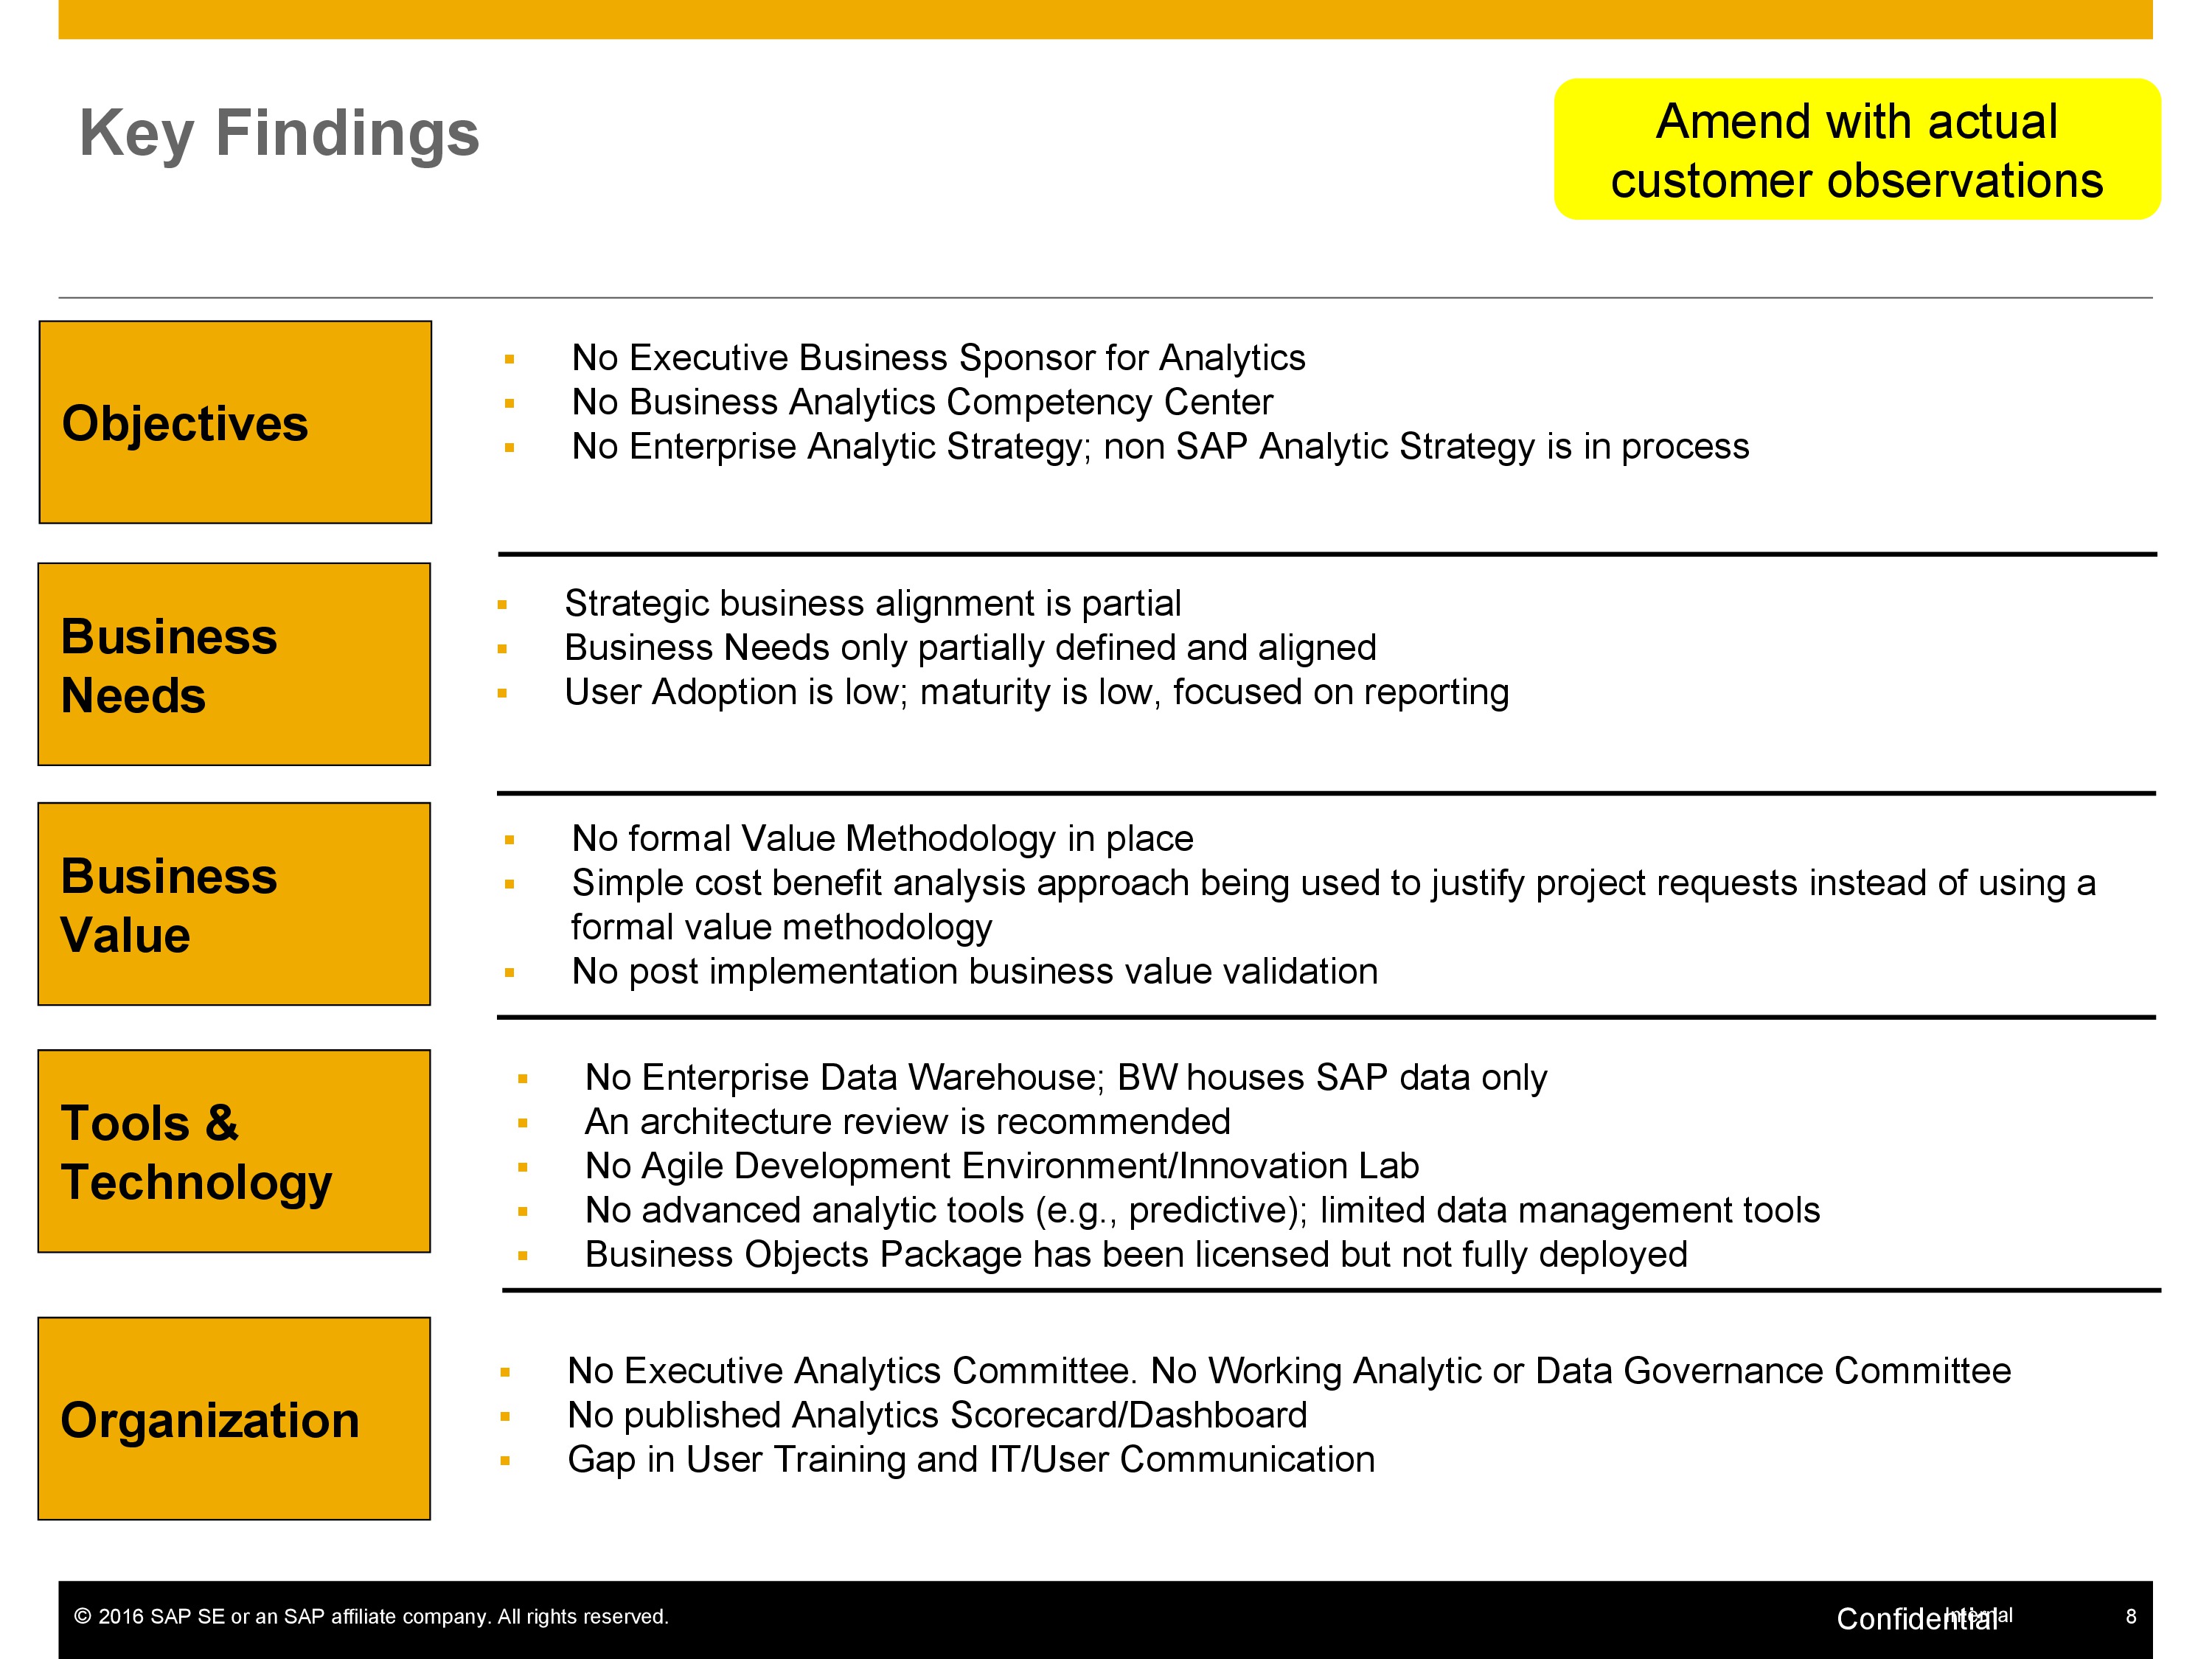 Key Findings
Amend with actual
customer observations
Objectives
▪ No Executive Business Sponsor for Analytics
▪ No Business Analytics Competency Center
▪ No Enterprise Analytic Strategy; non SAP Analytic Strategy is in process
Business
Needs
▪ Strategic business alignment is partial
▪ Business Needs only partially defined and aligned
▪ User Adoption is low; maturity is low, focused on reporting
Business
Value
▪ No formal Value Methodology in place
▪ Simple cost benefit analysis approach being used to justify project requests instead of using a
formal value methodology
▪ No post implementation business value validation
Tools &
Technology
▪ No Enterprise Data Warehouse; BW houses SAP data only
▪ An architecture review is recommended
▪ No Agile Development Environment/Innovation Lab
▪ No advanced analytic tools (e.g., predictive); limited data management tools
▪ Business Objects Package has been licensed but not fully deployed
Organization
▪ No Executive Analytics Committee. No Working Analytic or Data Governance Committee
▪ No published Analytics Scorecard/Dashboard
▪ Gap in User Training and IT/User Communication
© 2016 SAP SE or an SAP affiliate company. All rights reserved.
Confidential
Internal
8